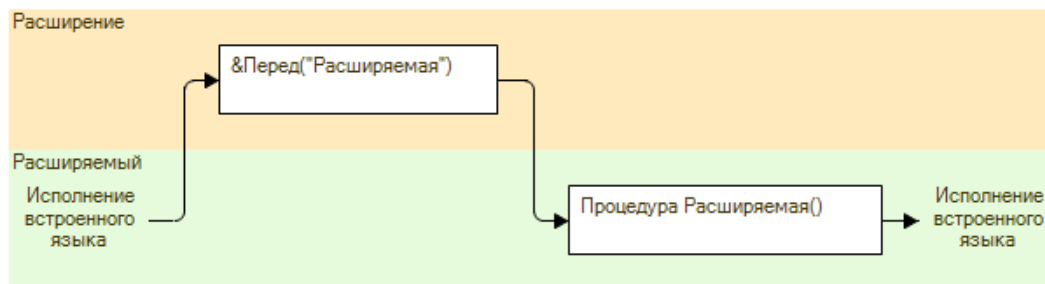 Расширение
&Перед("Расширяемая")
Расширяемый
Исполнение
встроенного
языка
Процедура Расширяемая()
Исполнение
встроенного
языка